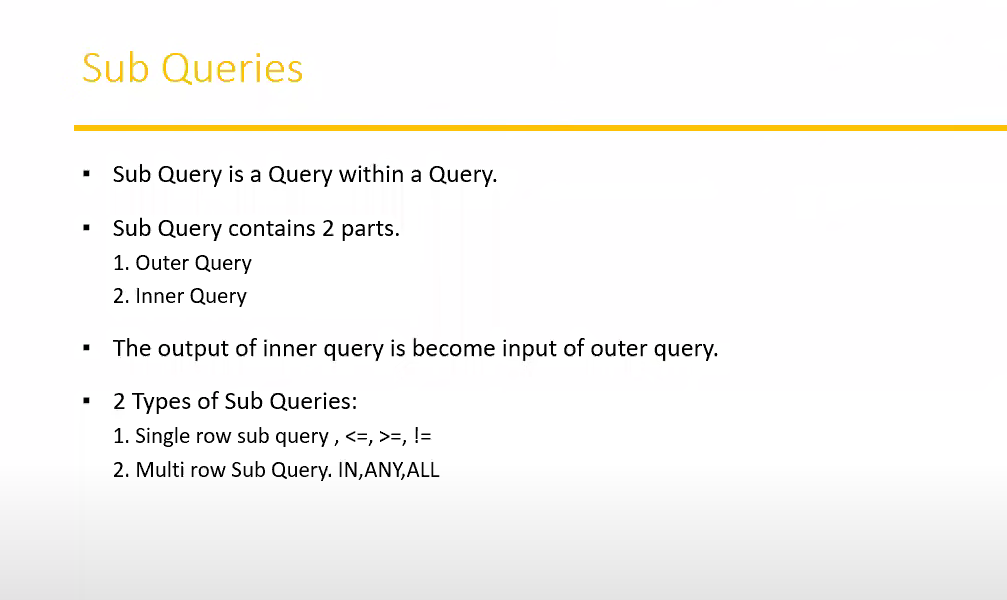 Sub Queries
▪ Sub Query is a Query within a Query.
▪ Sub Query contains 2 parts.
1. Outer Query
2. Inner Query
▪ The output of inner query is become input of outer query.
▪ 2 Types of Sub Queries:
1. Single row sub query , <=, >=, !=
2. Multi row Sub Query. IN,ANY,ALL